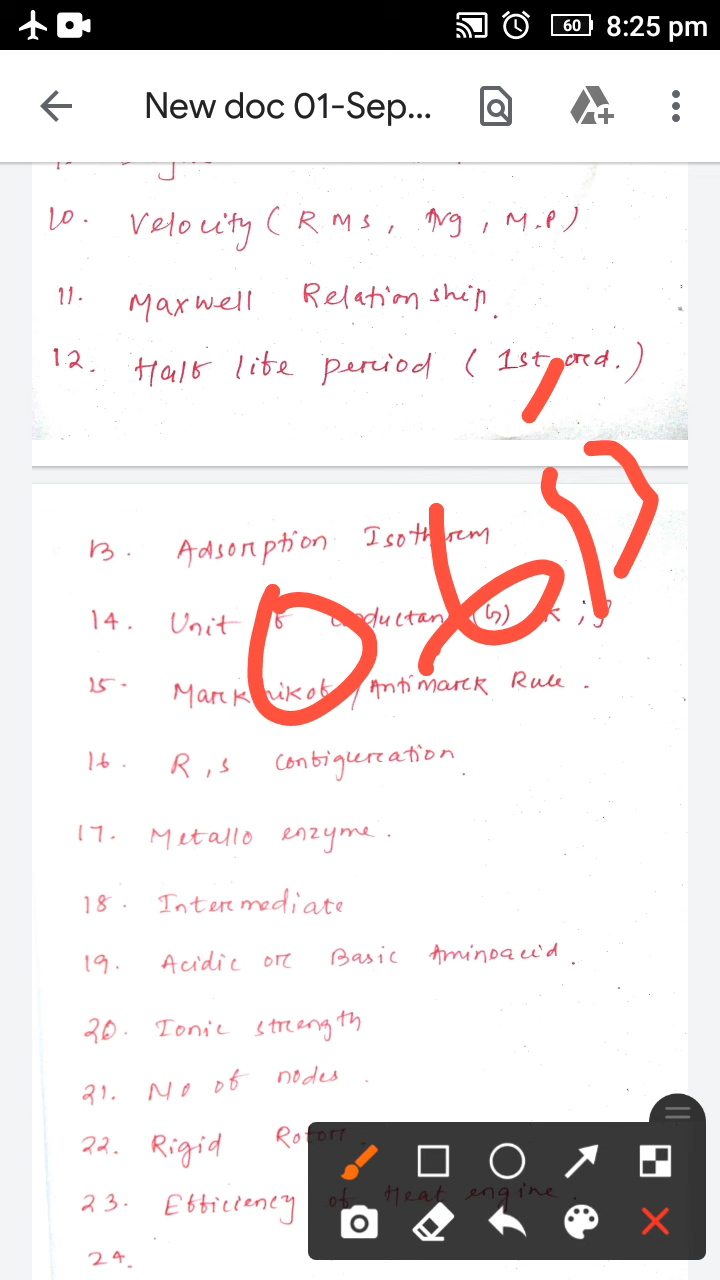 60 8:25 pm
New doc 01-Sep...
10. Velocity (RMS, Avg, M.P)
11. Maxwell Relationship.
12. Half life period (1st ord.)
13. Adsorption Isotherm
14. Unit of Conductan (b) K ;
15- Marknikof / Antimark Rule.
16. R,s Configuration.
17. Metallo enzyme.
18. Intermediate
19. Acidic or Basic Aminoacid.
20. Ionic strength
21. No of nodes.
22. Rigid Rotor
23. Efficiency of Heat engine.
24.